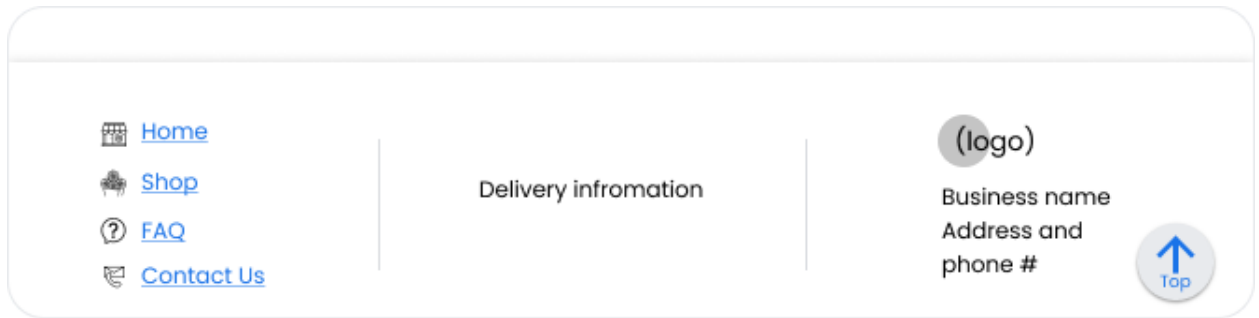 Home
Shop
FAQ
Contact Us
Delivery infromation
(logo)
Business name
Address and
phone #
Top